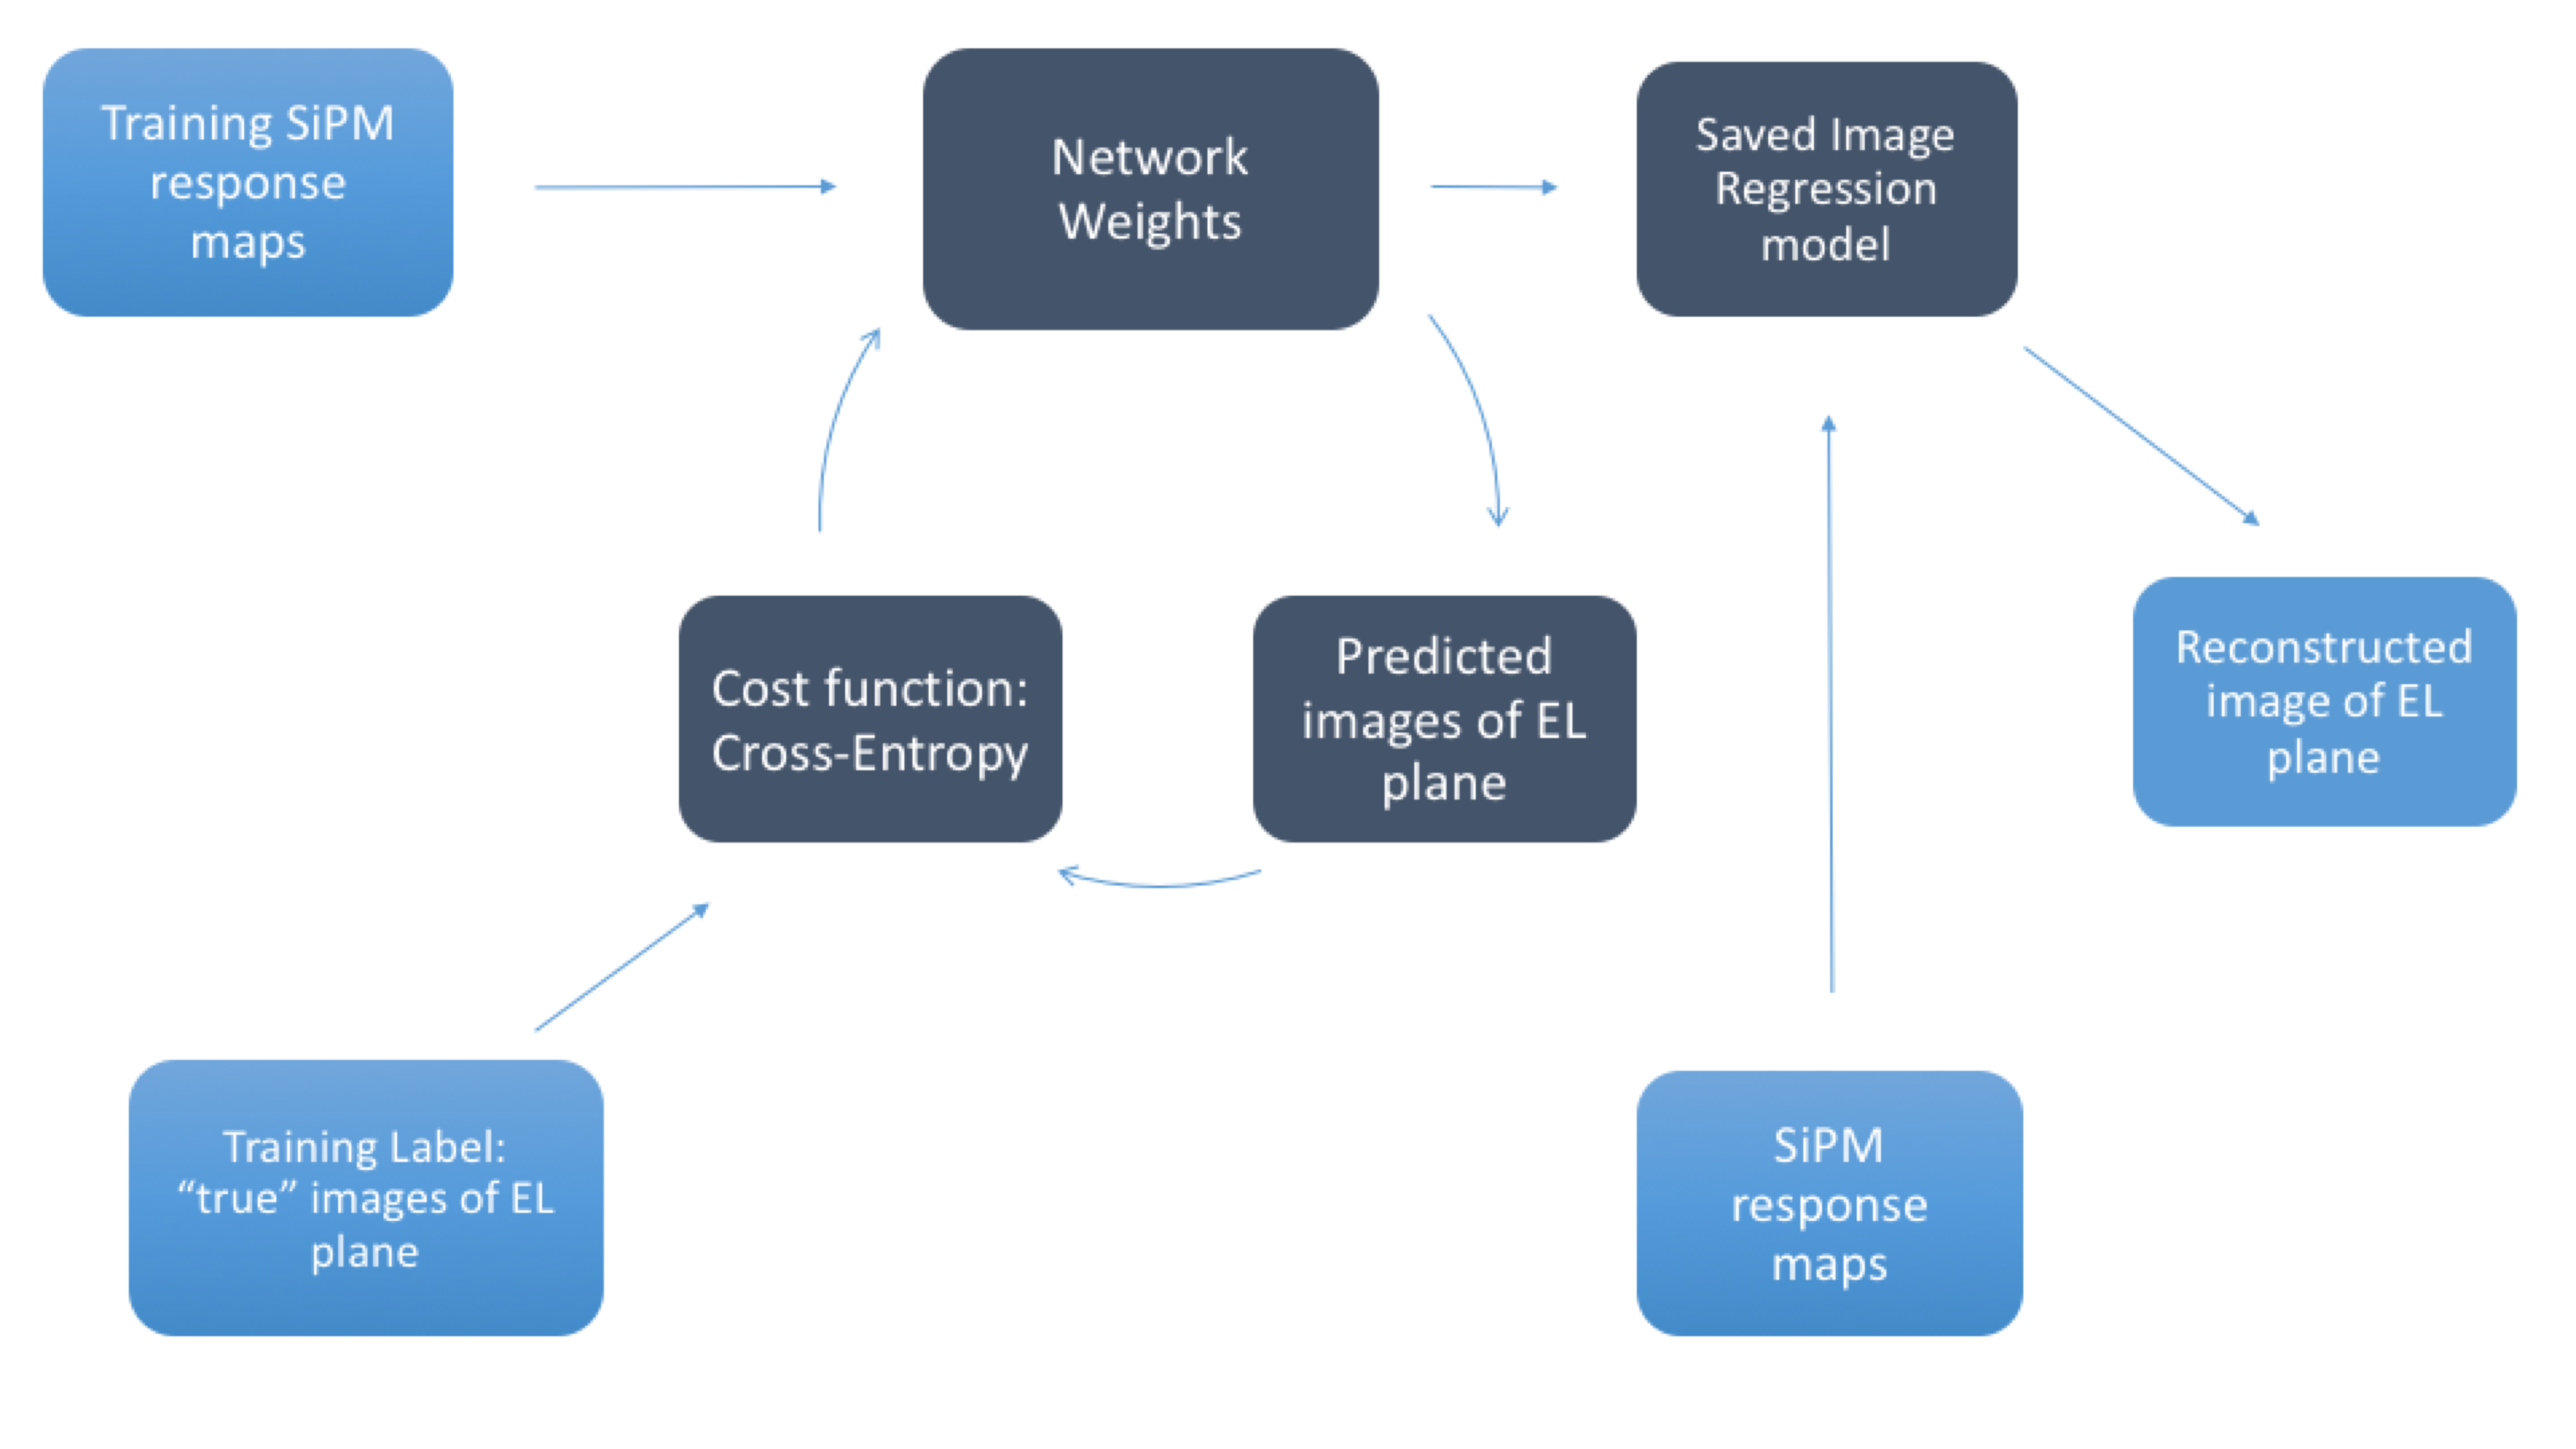 Training SiPM
response
maps
Network
Weights
Saved Image
Regression
model
Cost function:
Cross-Entropy
Predicted
images of EL
plane
Reconstructed
image of EL
plane
Training Label:
“true” images of EL
plane
SiPM
response
maps